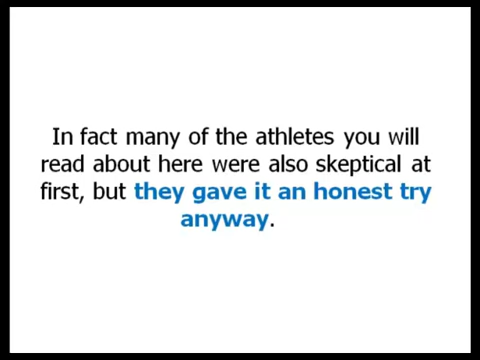 In fact many of the athletes you will
read about here were also skeptical at
first, but they gave it an honest try
anyway.